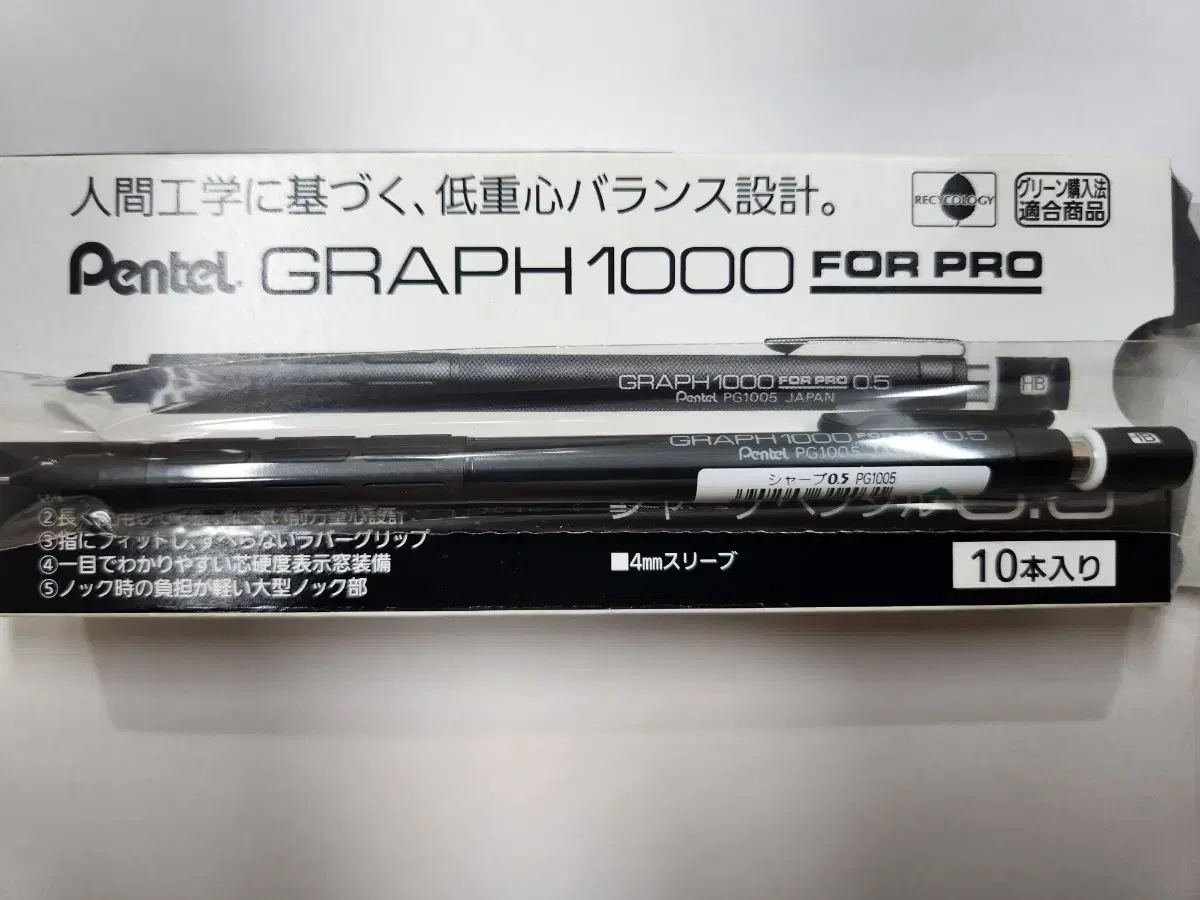 人間工学に基づく、低重心バランス設計。
RECYCOLOGY
グリーン購入法
適合商品
Pentel GRAPH1000 FOR PRO
GRAPH1000 FOR PRO 0.5
Pentel PG1005 JAPAN
HB
GRAPH1000 FOR 0.5
Pentel PG1005
シャープ0.5 PG1005
③指にフィットし、すべらないラバーグリップ
④一目でわかりやすい芯硬度表示窓装備
⑤ノック時の負担が軽い大型ノック部
■4mmスリーブ
10本入り